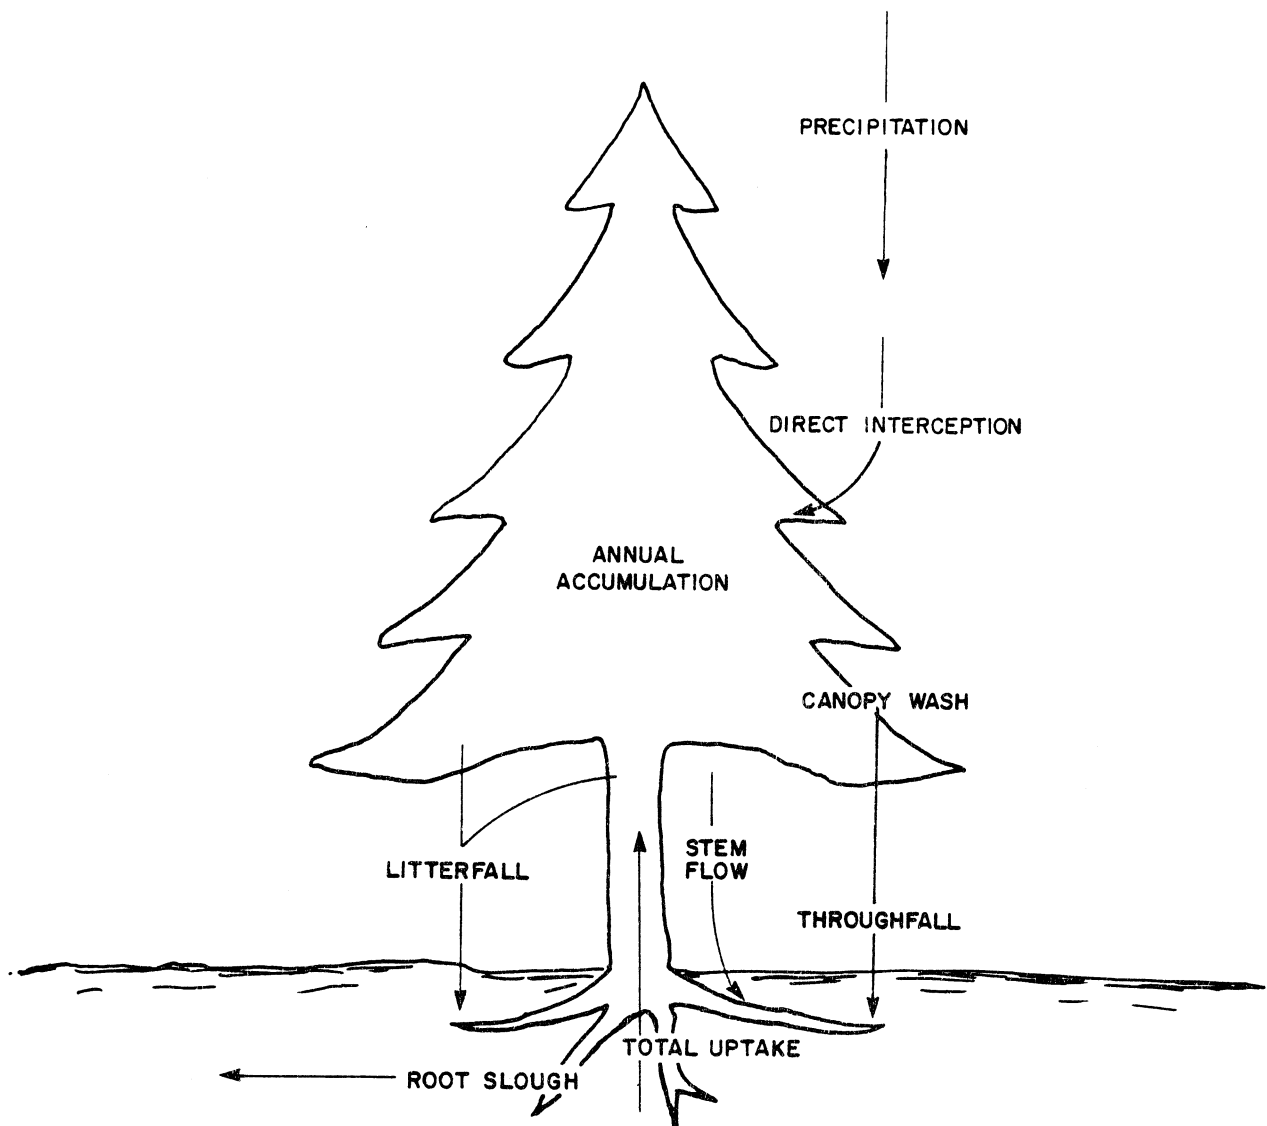 PRECIPITATION
DIRECT INTERCEPTION
ANNUAL
ACCUMULATION
CANOPY WASH
STEM
FLOW
LITTERFALL
THROUGHFALL
TOTAL UPTAKE
ROOT SLOUGH